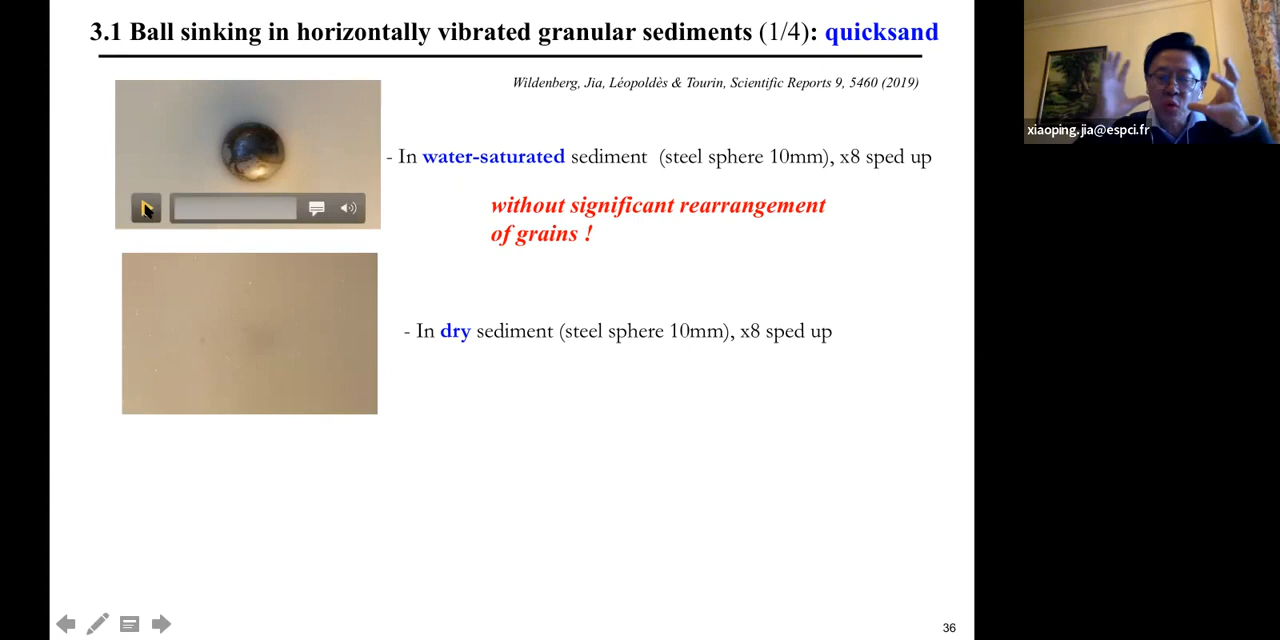 3.1 Ball sinking in horizontally vibrated granular sediments (1/4): quicksand
Wildenberg, Jia, Léopoldès & Tourin, Scientific Reports 9, 5460 (2019)
xiaoping.jia@espci.fr
- In water-saturated sediment (steel sphere 10mm), x8 sped up
without significant rearrangement
of grains !
- In dry sediment (steel sphere 10mm), x8 sped up
36